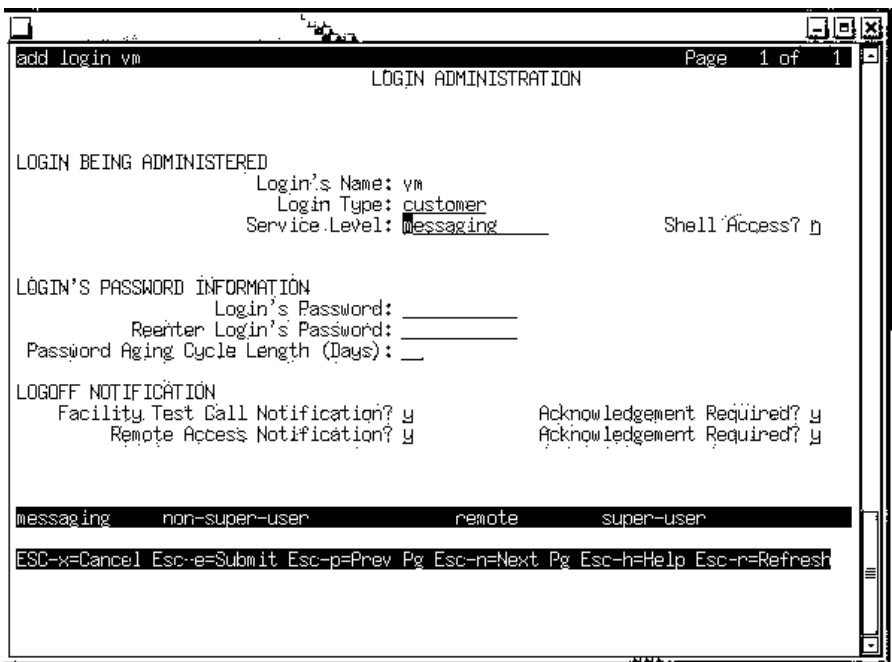 add login vm Page 1 of 1
LOGIN ADMINISTRATION
LOGIN BEING ADMINISTERED
Login's Name: vm
Login Type: customer
Service Level: messaging Shell Access? n
LOGIN'S PASSWORD INFORMATION
Login's Password:
Reenter Login's Password:
Password Aging Cycle Length (Days):
LOGOFF NOTIFICATION
Facility Test Call Notification? y Acknowledgement Required? y
Remote Access Notification? y Acknowledgement Required? y
messaging non-super-user remote super-user
ESC-x=Cancel Esc-e=Submit Esc-p=Prev Pg Esc-n=Next Pg Esc-h=Help Esc-r=Refresh